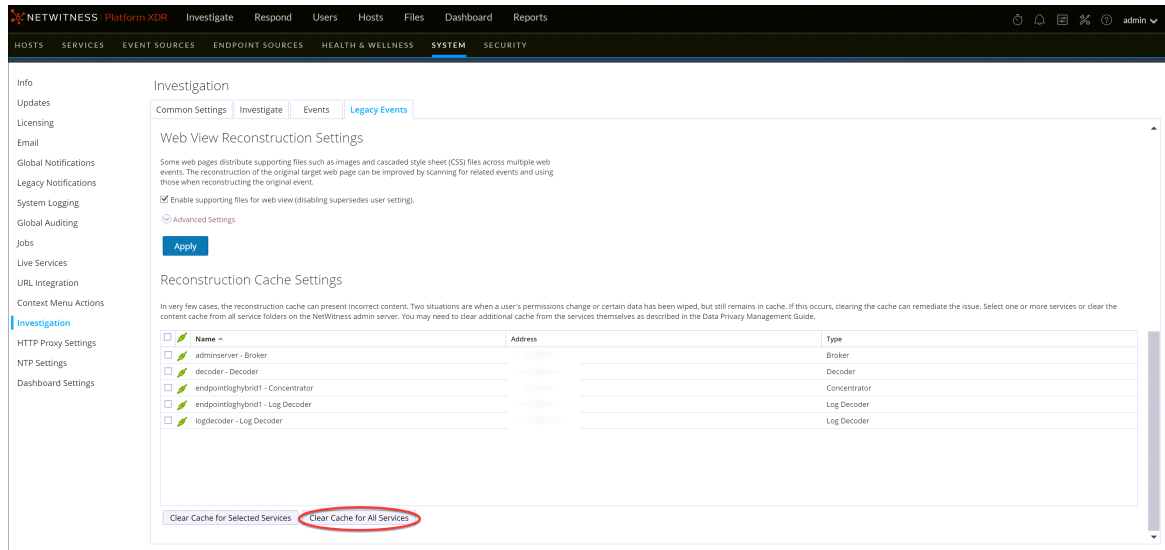 NETWITNESS Platform XDR Investigate Respond Users Hosts Files Dashboard Reports admin
HOSTS SERVICES EVENT SOURCES ENDPOINT SOURCES HEALTH & WELLNESS SYSTEM SECURITY
Info
Updates
Licensing
Email
Global Notifications
Legacy Notifications
System Logging
Global Auditing
Jobs
Live Services
URL Integration
Context Menu Actions
Investigation
HTTP Proxy Settings
NTP Settings
Dashboard Settings
Investigation
Common Settings Investigate Events Legacy Events
Web View Reconstruction Settings
Some web pages distribute supporting files such as images and cascaded style sheet (CSS) files across multiple web
events. The reconstruction of the original target web page can be improved by scanning for related events and using
those when reconstructing the original event.
Enable supporting files for web view (disabling supersedes user setting).
Advanced Settings
Apply
Reconstruction Cache Settings
In very few cases, the reconstruction cache can present incorrect content. Two situations are when a user's permissions change or certain data has been wiped, but still remains in cache. If this occurs, clearing the cache can remediate the issue. Select one or more services or clear the
content cache from all service folders on the NetWitness admin server. You may need to clear additional cache from the services themselves as described in the Data Privacy Management Guide.
Name Address Type
adminserver - Broker Broker
decoder - Decoder Decoder
endpointloghybrid1 - Concentrator Concentrator
endpointloghybrid1 - Log Decoder Log Decoder
logdecoder - Log Decoder Log Decoder
Clear Cache for Selected Services Clear Cache for All Services